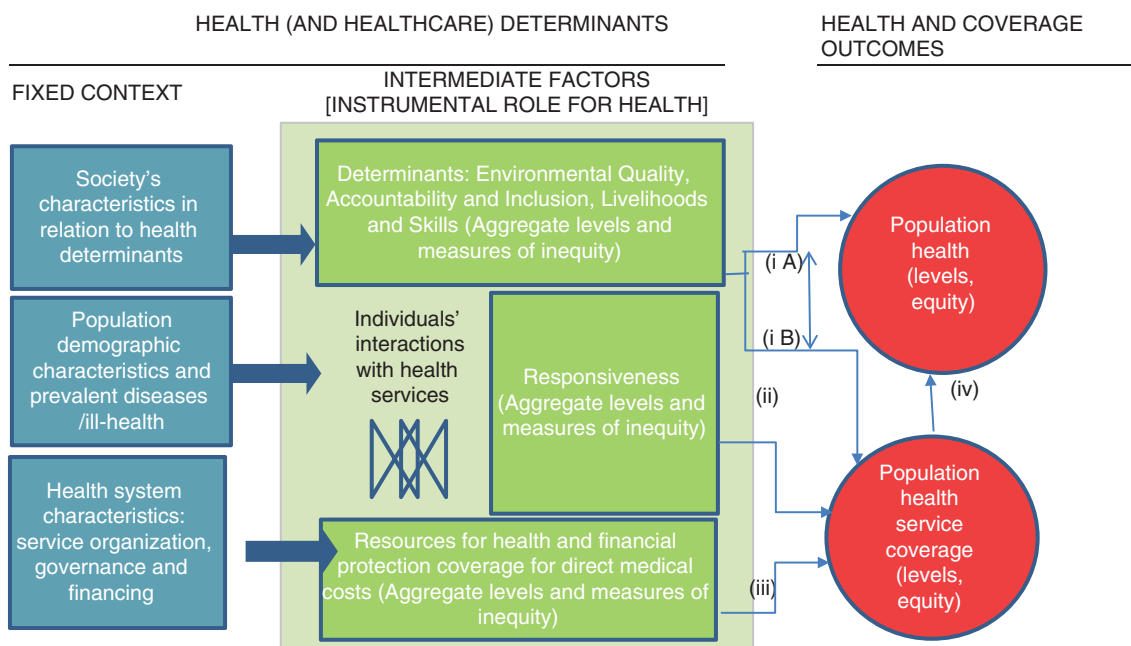 HEALTH (AND HEALTHCARE) DETERMINANTS
HEALTH AND COVERAGE
OUTCOMES
FIXED CONTEXT
INTERMEDIATE FACTORS
[INSTRUMENTAL ROLE FOR HEALTH]
Society's
characteristics in
relation to health
determinants
Population
demographic
characteristics and
prevalent diseases
/ill-health
Health system
characteristics:
service organization,
governance and
financing
Determinants: Environmental Quality,
Accountability and Inclusion, Livelihoods
and Skills (Aggregate levels and
measures of inequity)
Individuals'
interactions
with health
services
Responsiveness
(Aggregate levels and
measures of inequity)
Resources for health and financial
protection coverage for direct medical
costs (Aggregate levels and measures of
inequity)
(i A)
(i B)
(ii)
(iii)
(iv)
Population
health
(levels,
equity)
Population
health
service
coverage
(levels,
equity)